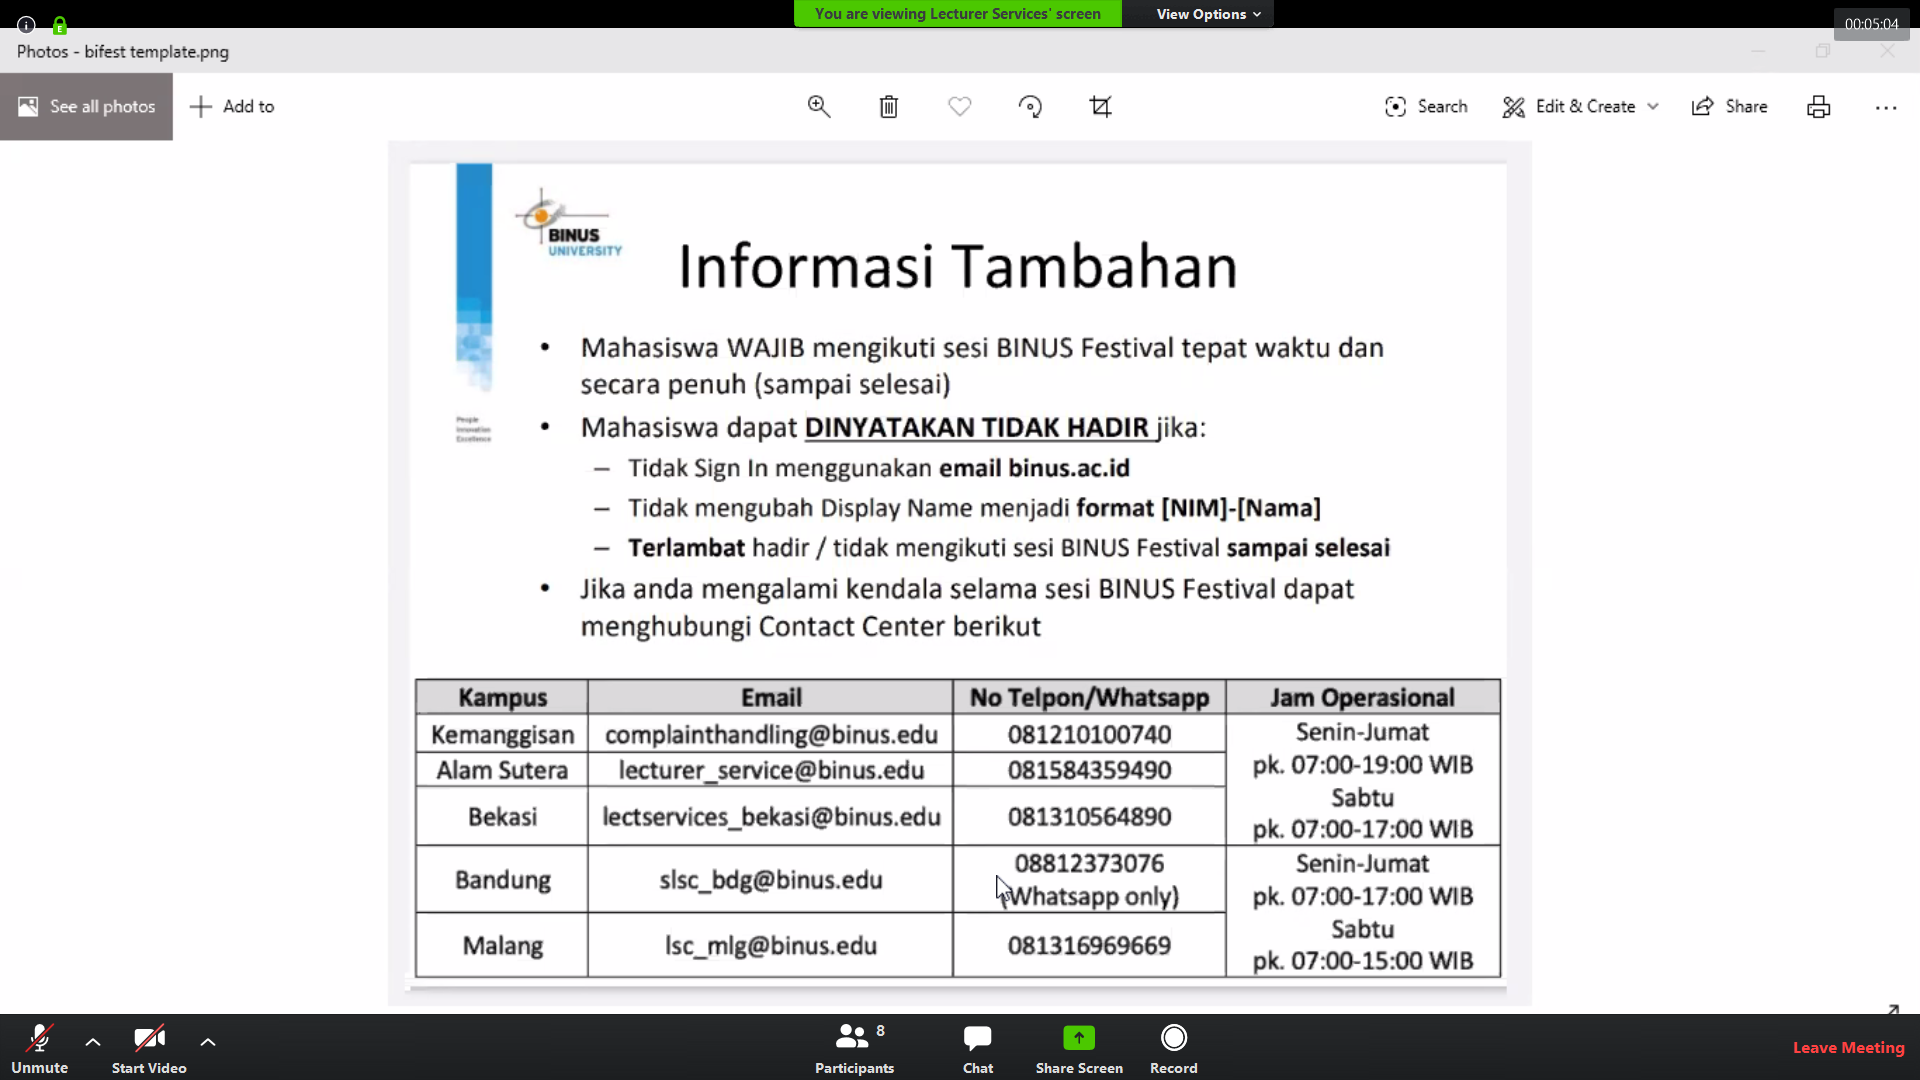 You are viewing Lecturer Services' screen
View Options
00:05:04
Photos - bifest template.png
See all photos
Add to
Search
Edit & Create
Share
BINUS
UNIVERSITY
Informasi Tambahan
• Mahasiswa WAJIB mengikuti sesi BINUS Festival tepat waktu dan
secara penuh (sampai selesai)
People
Innovation
Excellence
• Mahasiswa dapat DINYATAKAN TIDAK HADIR jika:
– Tidak Sign In menggunakan email binus.ac.id
– Tidak mengubah Display Name menjadi format [NIM]-[Nama]
– Terlambat hadir / tidak mengikuti sesi BINUS Festival sampai selesai
• Jika anda mengalami kendala selama sesi BINUS Festival dapat
menghubungi Contact Center berikut
Kampus Email No Telpon/Whatsapp Jam Operasional
Kemanggisan complainthandling@binus.edu 081210100740
Alam Sutera lecturer_service@binus.edu 081584359490
Bekasi lectservices_bekasi@binus.edu 081310564890
Senin-Jumat
pk. 07:00-19:00 WIB
Sabtu
pk. 07:00-17:00 WIB
Bandung slsc_bdg@binus.edu 08812373076
(Whatsapp only)
Malang lsc_mlg@binus.edu 081316969669
Senin-Jumat
pk. 07:00-17:00 WIB
Sabtu
pk. 07:00-15:00 WIB
Unmute
Start Video
8
Participants
Chat
Share Screen
Record
Leave Meeting